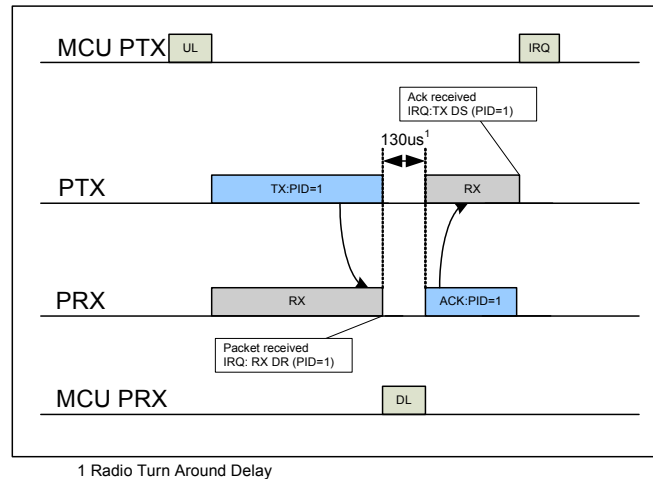 MCU PTX
UL
IRQ
Ack received
IRQ:TX DS (PID=1)
130us1
PTX
TX:PID=1
RX
PRX
RX
ACK:PID=1
Packet received
IRQ: RX DR (PID=1)
MCU PRX
DL
1 Radio Turn Around Delay